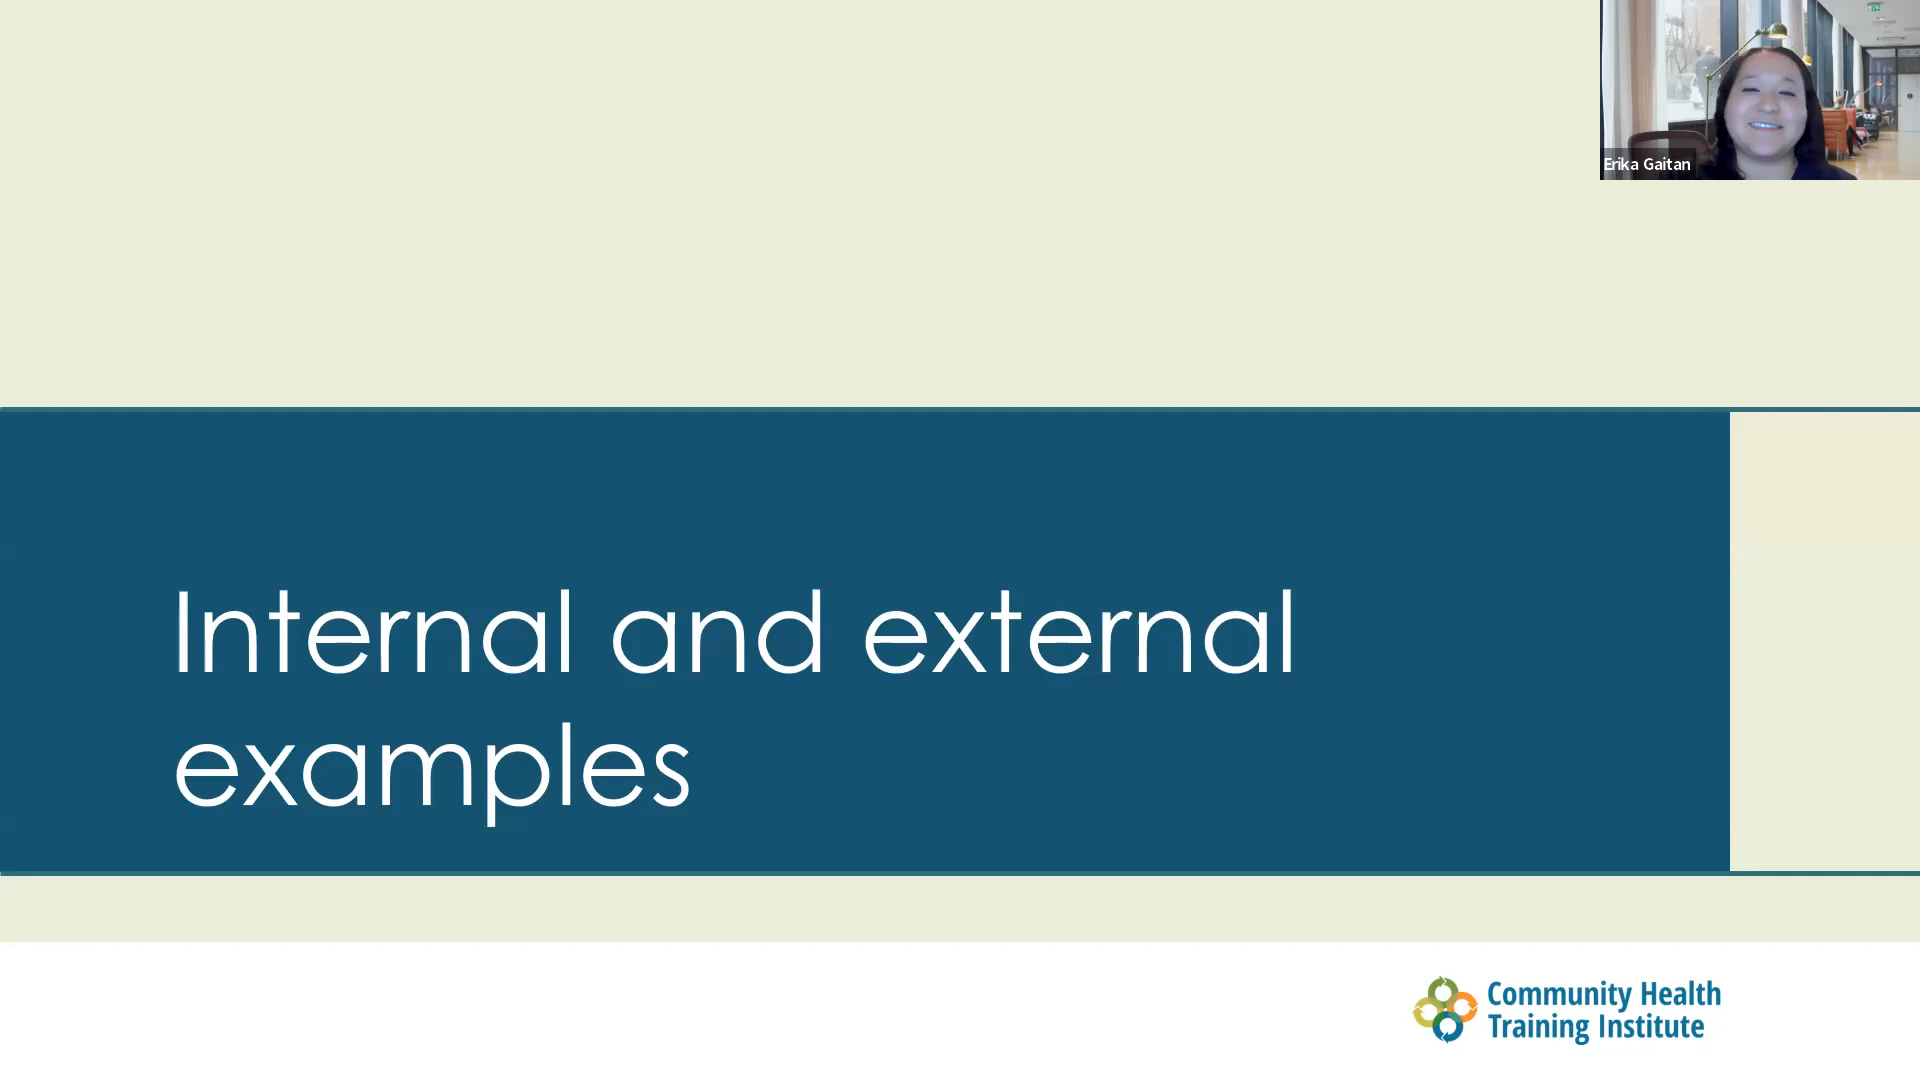 Erika Gaitan
Internal and external
examples
Community Health
Training Institute